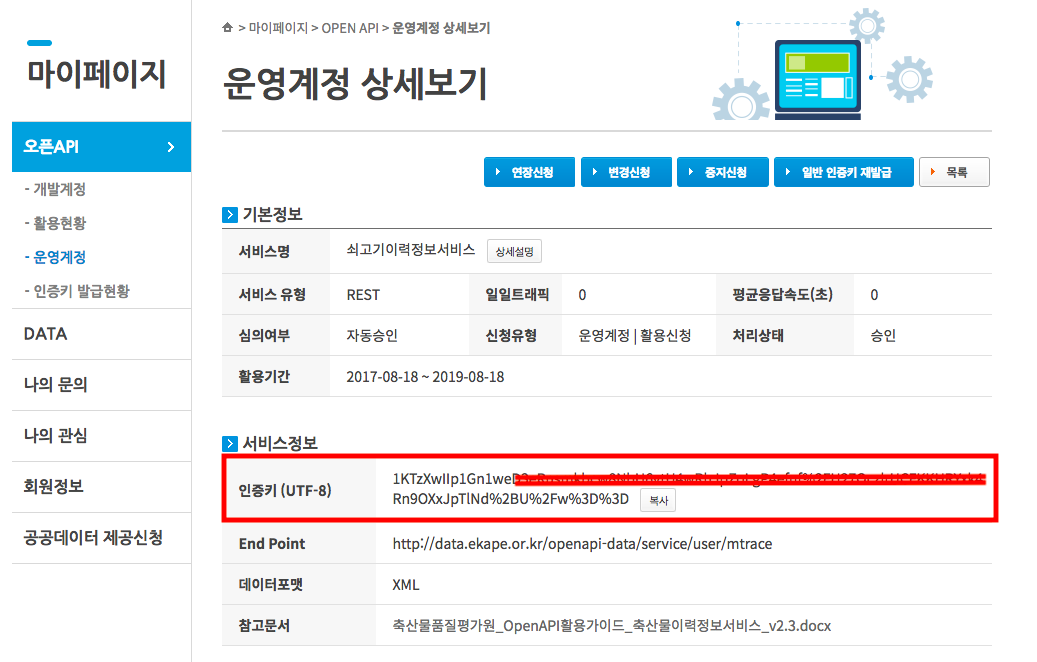 마이페이지
오픈API
- 개발계정
- 활용현황
- 운영계정
- 인증키 발급현황
DATA
나의 문의
나의 관심
회원정보
공공데이터 제공신청
> 마이페이지 > OPEN API > 운영계정 상세보기
운영계정 상세보기
연장신청 변경신청 중지신청 일반 인증키 재발급 목록
기본정보
서비스명 쇠고기이력정보서비스 상세설명
서비스 유형 REST 일일트래픽 0 평균응답속도(초) 0
심의여부 자동승인 신청유형 운영계정 | 활용신청 처리상태 승인
활용기간 2017-08-18 ~ 2019-08-18
서비스정보
인증키 (UTF-8)
복사
End Point http://data.ekape.or.kr/openapi-data/service/user/mtrace
데이터포맷 XML
참고문서 축산물품질평가원_OpenAPI활용가이드_축산물이력정보서비스_v2.3.docx